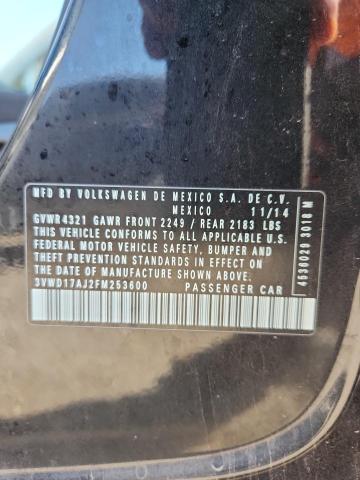 MFD BY VOLKSWAGEN DE MEXICO S.A. DE C.V.
MEXICO 11/14
GVWR4321 GAWR FRONT 2249 / REAR 2183 LBS
THIS VEHICLE CONFORMS TO ALL APPLICABLE U.S.
FEDERAL MOTOR VEHICLE SAFETY, BUMPER AND
THEFT PREVENTION STANDARDS IN EFFECT ON
THE DATE OF MANUFACTURE SHOWN ABOVE
3VWD17AJ2FM253600 PASSENGER CAR
4536029 3018 M